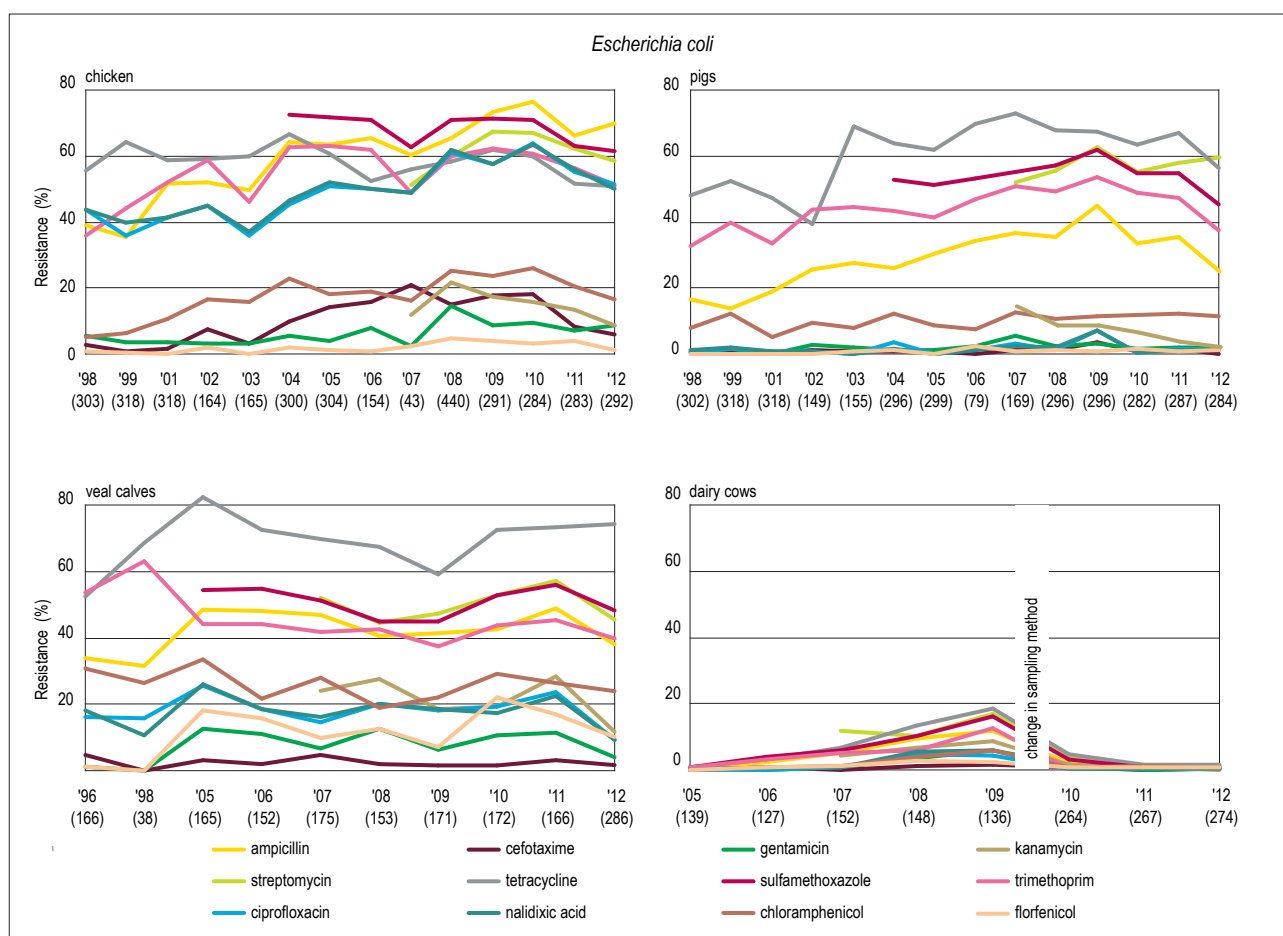 Escherichia coli
chicken
pigs
Resistance (%)
80
60
40
20
0
80
60
40
20
0
'98 '99 '01 '02 '03 '04 '05 '06 '07 '08 '09 '10 '11 '12
(303) (318) (318) (164) (165) (300) (304) (154) (43) (440) (291) (284) (283) (292)
'98 '99 '01 '02 '03 '04 '05 '06 '07 '08 '09 '10 '11 '12
(302) (318) (318) (149) (155) (296) (299) (79) (169) (296) (296) (282) (287) (284)
veal calves
dairy cows
Resistance (%)
80
60
40
20
80
60
40
20
0
change in sampling method
'96 '98 '05 '06 '07 '08 '09 '10 '11 '12
(166) (38) (165) (152) (175) (153) (171) (172) (166) (286)
'05 '06 '07 '08 '09 '10 '11 '12
(139) (127) (152) (148) (136) (264) (267) (274)
ampicillin cefotaxime gentamicin kanamycin
streptomycin tetracycline sulfamethoxazole trimethoprim
ciprofloxacin nalidixic acid chloramphenicol florfenicol